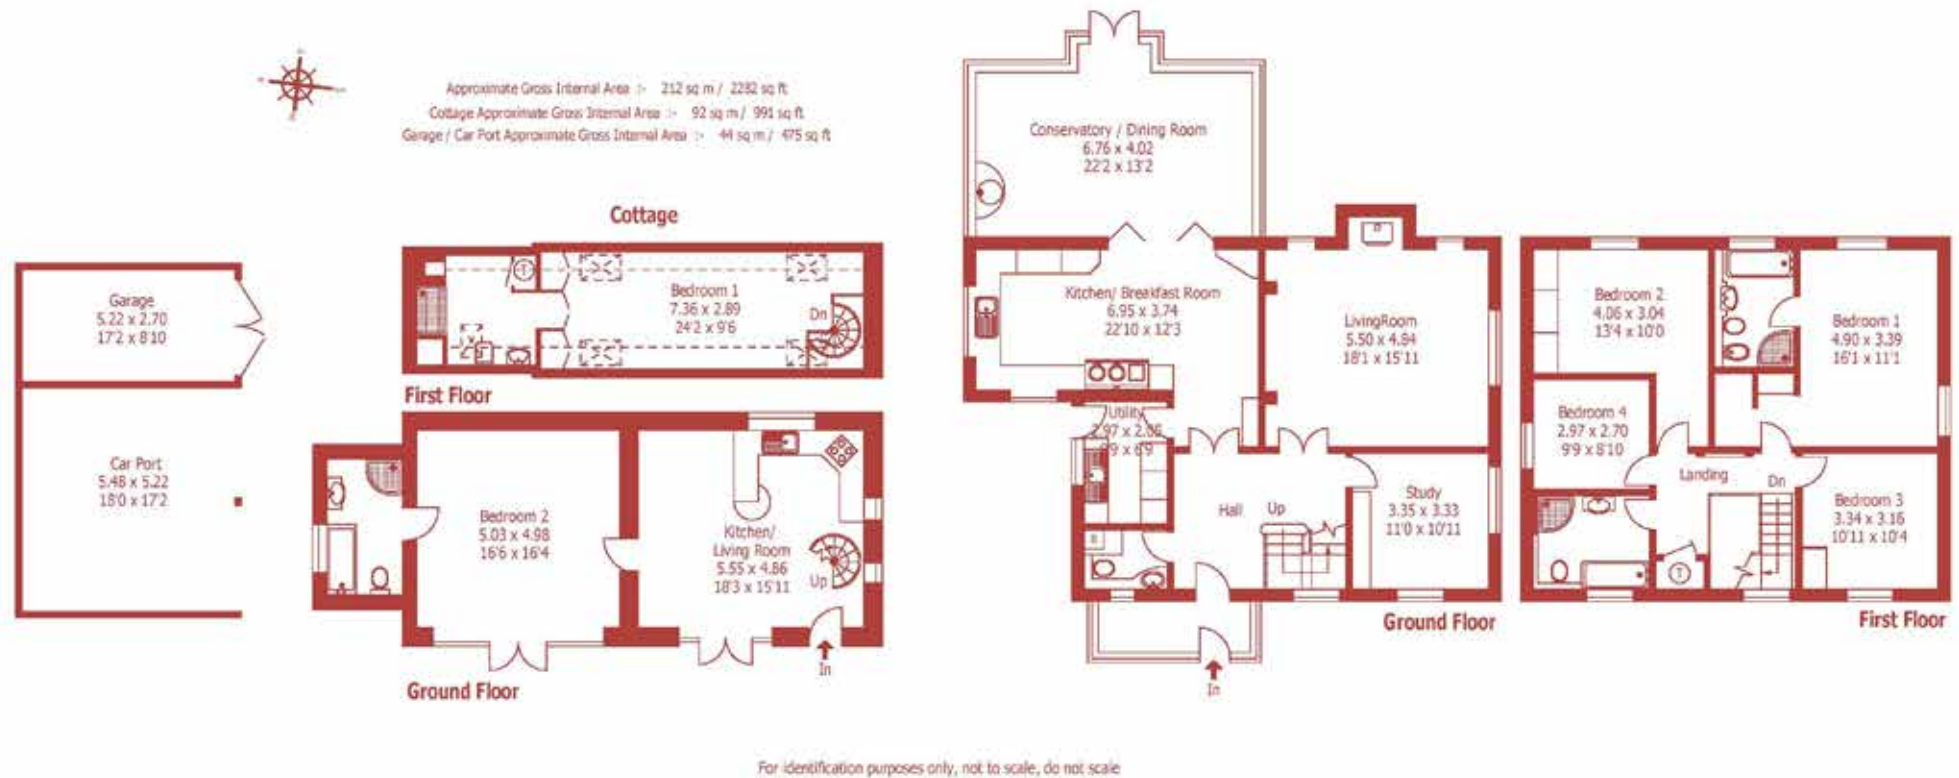 Approximate Gross Internal Area :- 212 sq m / 2282 sq ft
Cottage Approximate Gross Internal Area :- 92 sq m / 991 sq ft
Garage / Car Port Approximate Gross Internal Area :- 44 sq m / 475 sq ft
Garage
5.22 x 2.70
17'2 x 8'10
Car Port
5.48 x 5.22
18'0 x 17'2
Cottage
Bedroom 1
7.36 x 2.89
24'2 x 9'6
Dn
T
First Floor
Bedroom 2
5.03 x 4.98
16'6 x 16'4
Kitchen/
Living Room
5.55 x 4.86
18'3 x 15'11
Up
In
Ground Floor
Conservatory / Dining Room
6.76 x 4.02
22'2 x 13'2
Kitchen/ Breakfast Room
6.95 x 3.74
22'10 x 12'3
LivingRoom
5.50 x 4.84
18'1 x 15'11
Utility
2.97 x 2.06
9'9 x 6'9
Hall
Up
Study
3.35 x 3.33
11'0 x 10'11
In
Ground Floor
Bedroom 2
4.06 x 3.04
13'4 x 10'0
Bedroom 1
4.90 x 3.39
16'1 x 11'1
Bedroom 4
2.97 x 2.70
9'9 x 8'10
Landing
Dn
Bedroom 3
3.34 x 3.16
10'11 x 10'4
T
First Floor
For identification purposes only, not to scale, do not scale